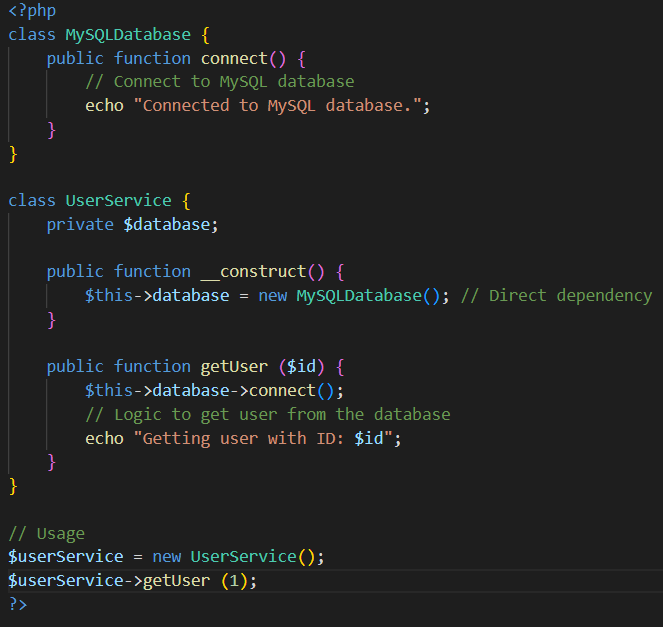 <?php
class MySQLDatabase {
    public function connect() {
        // Connect to MySQL database
        echo "Connected to MySQL database.";
    }
}

class UserService {
    private $database;

    public function __construct() {
        $this->database = new MySQLDatabase(); // Direct dependency
    }

    public function getUser ($id) {
        $this->database->connect();
        // Logic to get user from the database
        echo "Getting user with ID: $id";
    }
}

// Usage
$userService = new UserService();
$userService->getUser (1);
?>